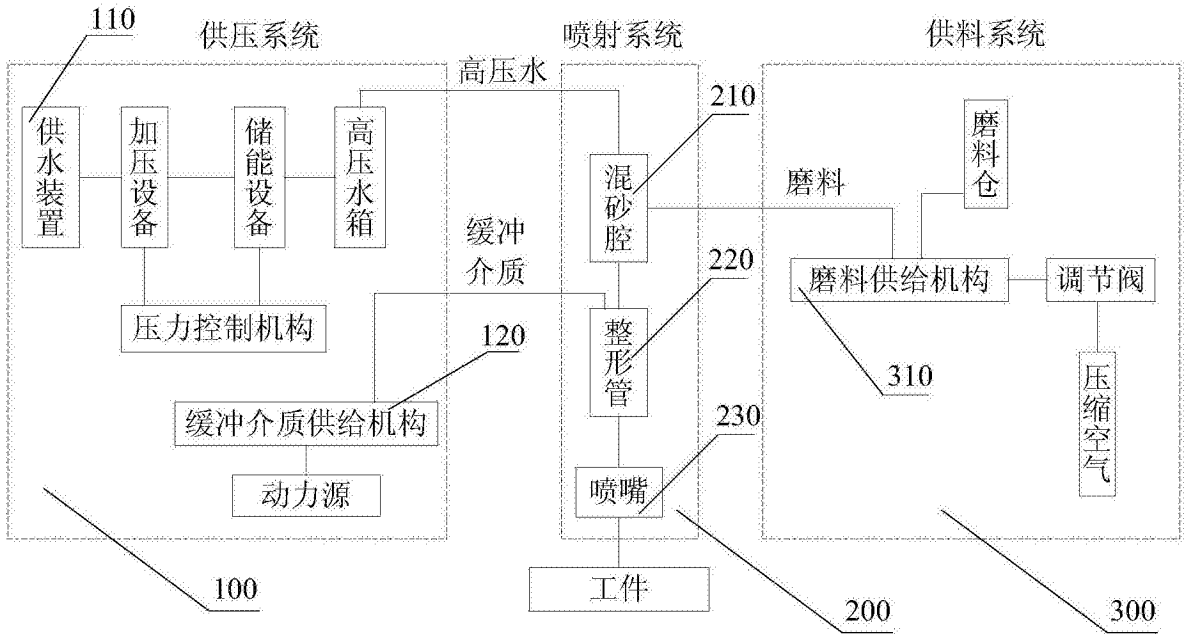 110
供压系统
喷射系统
供料系统
高压水
供水装置
加压设备
储能设备
高压水箱
压力控制机构
缓冲
介质
120
缓冲介质供给机构
动力源
100
210
混砂腔
220
整形管
230
喷嘴
工件
200
磨料
磨料仓
磨料供给机构
调节阀
310
压缩空气
300